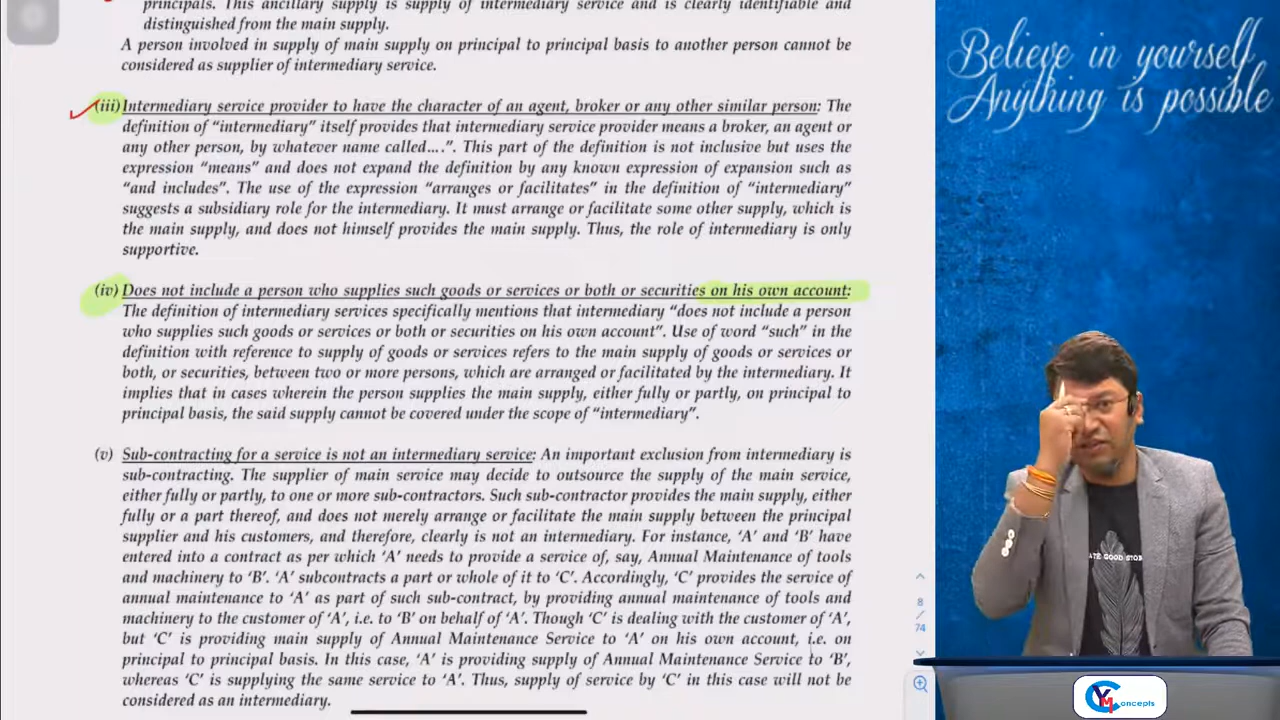 principals. This ancillary supply is supply of intermediary service and is clearly identifiable and
distinguished from the main supply.
A person involved in supply of main supply on principal to principal basis to another person cannot be
considered as supplier of intermediary service.
(iii) Intermediary service provider to have the character of an agent, broker or any other similar person: The
definition of “intermediary” itself provides that intermediary service provider means a broker, an agent or
any other person, by whatever name called….”. This part of the definition is not inclusive but uses the
expression “means” and does not expand the definition by any known expression of expansion such as
“and includes”. The use of the expression “arranges or facilitates” in the definition of “intermediary”
suggests a subsidiary role for the intermediary. It must arrange or facilitate some other supply, which is
the main supply, and does not himself provides the main supply. Thus, the role of intermediary is only
supportive.
(iv) Does not include a person who supplies such goods or services or both or securities on his own account:
The definition of intermediary services specifically mentions that intermediary “does not include a person
who supplies such goods or services or both or securities on his own account”. Use of word “such” in the
definition with reference to supply of goods or services refers to the main supply of goods or services or
both, or securities, between two or more persons, which are arranged or facilitated by the intermediary. It
implies that in cases wherein the person supplies the main supply, either fully or partly, on principal to
principal basis, the said supply cannot be covered under the scope of “intermediary”.
(v) Sub-contracting for a service is not an intermediary service: An important exclusion from intermediary is
sub-contracting. The supplier of main service may decide to outsource the supply of the main service,
either fully or partly, to one or more sub-contractors. Such sub-contractor provides the main supply, either
fully or a part thereof, and does not merely arrange or facilitate the main supply between the principal
supplier and his customers, and therefore, clearly is not an intermediary. For instance, ‘A’ and ‘B’ have
entered into a contract as per which ‘A’ needs to provide a service of, say, Annual Maintenance of tools
and machinery to ‘B’. ‘A’ subcontracts a part or whole of it to ‘C’. Accordingly, ‘C’ provides the service of
annual maintenance to ‘A’ as part of such sub-contract, by providing annual maintenance of tools and
machinery to the customer of ‘A’, i.e. to ‘B’ on behalf of ‘A’. Though ‘C’ is dealing with the customer of ‘A’,
but ‘C’ is providing main supply of Annual Maintenance Service to ‘A’ on his own account, i.e. on
principal to principal basis. In this case, ‘A’ is providing supply of Annual Maintenance Service to ‘B’,
whereas ‘C’ is supplying the same service to ‘A’. Thus, supply of service by ‘C’ in this case will not be
considered as an intermediary.
8
/
74
Believe in yourself
Anything is possible
GOOD
YM Concepts